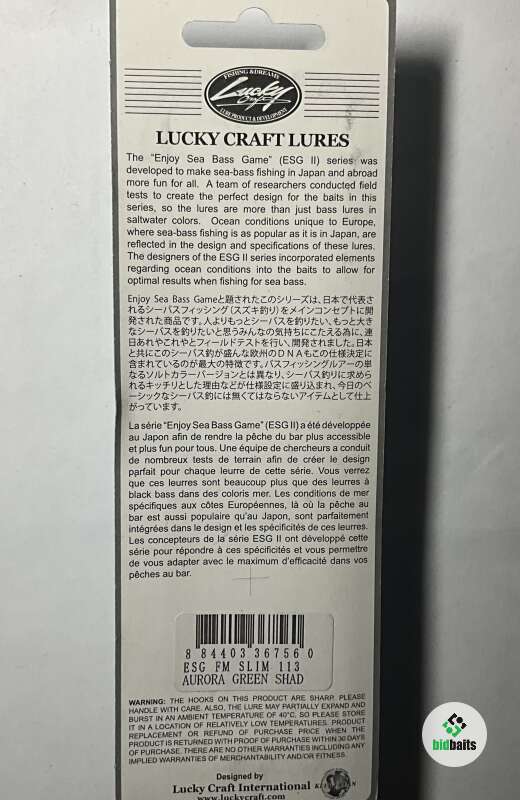 FISHING & DREAMS
Lucky
Craft
LURE PRODUCT & DEVELOPMENT
LUCKY CRAFT LURES
The "Enjoy Sea Bass Game" (ESG II) series was
developed to make sea-bass fishing in Japan and abroad
more fun for all. A team of researchers conducted field
tests to create the perfect design for the baits in this
series, so the lures are more than just bass lures in
saltwater colors. Ocean conditions unique to Europe,
where sea-bass fishing is as popular as it is in Japan, are
reflected in the design and specifications of these lures.
The designers of the ESG II series incorporated elements
regarding ocean conditions into the baits to allow for
optimal results when fishing for sea bass.
Enjoy Sea Bass Gameと題されたこのシリーズは、日本で代表さ
れるシーバスフィッシング(スズキ釣り)をメインコンセプトに開
発された商品です。人よりもっとシーバスを釣りたい、もっと大き
なシーバスを釣りたいと思うみんなの気持ちにこたえる為に、連
日あれやこれやとフィールドテストを行い、開発されました。日本
と共にこのシーバス釣が盛んな欧州のDNAもこの仕様決定に
含まれているのが最大の特徴です。バスフィッシングルアーの単
なるソルトカラーバージョンとは異なり、シーバス釣りに求めら
れるキッチリとした理由などが仕様設定に盛り込まれ、今日のベ
ーシックなシーバス釣には無くてはならないアイテムとして仕上
がっています。
La série "Enjoy Sea Bass Game" (ESG II) a été développée
au Japon afin de rendre la pêche du bar plus accessible
et plus fun pour tous. Une équipe de chercheurs a conduit
de nombreux tests de terrain afin de créer le design
parfait pour chaque leurre de cette série. Vous verrez
que ces leurres sont beaucoup plus que des leurres à
black bass dans des coloris mer. Les conditions de mer
spécifiques aux côtes Européennes, là où la pêche au
bar est aussi populaire qu'au Japon, sont parfaitement
intégrées dans le design et les spécificités de ces leurres.
Les concepteurs de la série ESG II ont développé cette
série pour répondre à ces spécificités et vous permettre
de vous adapter avec le maximum d'efficacité dans vos
pêches au bar.
8 84403 36756 0
ESG FM SLIM 113
AURORA GREEN SHAD
WARNING: THE HOOKS ON THIS PRODUCT ARE SHARP. PLEASE
HANDLE WITH CARE. ALSO, THE LURE MAY PARTIALLY EXPAND AND
BURST IN AN AMBIENT TEMPERATURE OF 40°C. SO PLEASE STORE
IT IN A LOCATION OF RELATIVELY LOW TEMPERATURES. PRODUCT
REPLACEMENT OR REFUND OF PURCHASE PRICE WHEN THE
PRODUCT IS RETURNED WITH PROOF OF PURCHASE WITHIN 30 DAYS
OF PURCHASE. THERE ARE NO OTHER WARRANTIES INCLUDING ANY
IMPLIED WARRANTIES OF MERCHANTABILITY AND/OR FITNESS.
Designed by
Lucky Craft International
www.luckycraft.com
bidbaits